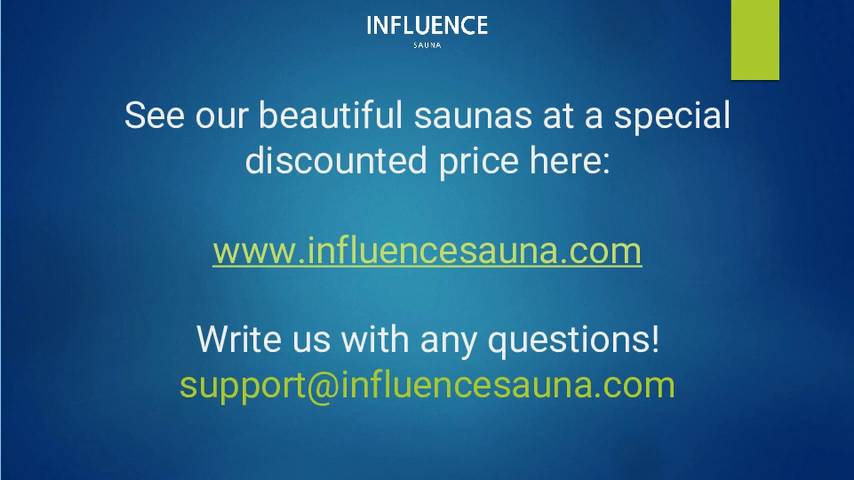 INFLUENCE
SAUNA
See our beautiful saunas at a special
discounted price here:
www.influencesauna.com
Write us with any questions!
support@influencesauna.com